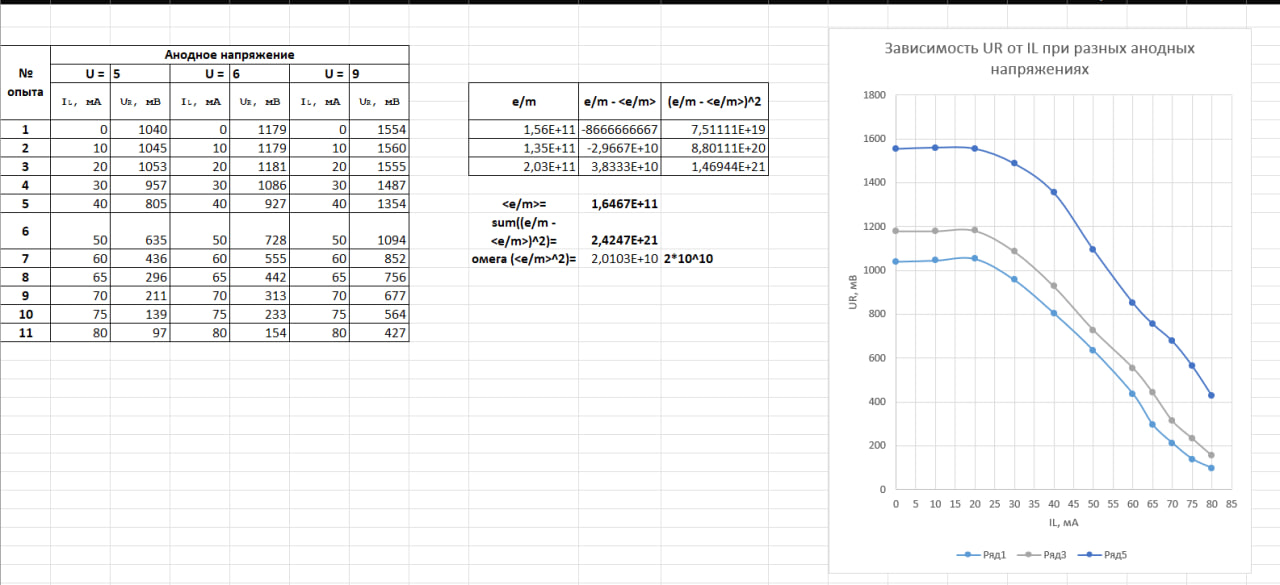 Анодное напряжение
№ опыта
U = 5 U = 6 U = 9
IL, мА UR, мВ IL, мА UR, мВ IL, мА UR, мВ
1 0 1040 0 1179 0 1554
2 10 1045 10 1179 10 1560
3 20 1053 20 1181 20 1555
4 30 957 30 1086 30 1487
5 40 805 40 927 40 1354
6 50 635 50 728 50 1094
7 60 436 60 555 60 852
8 65 296 65 442 65 756
9 70 211 70 313 70 677
10 75 139 75 233 75 564
11 80 97 80 154 80 427
e/m e/m - <e/m> (e/m - <e/m>)^2
1,56E+11 -8666666667 7,51111E+19
1,35E+11 -2,9667E+10 8,80111E+20
2,03E+11 3,8333E+10 1,46944E+21
<e/m>= 1,6467E+11
sum((e/m -
<e/m>)^2)= 2,4247E+21
омега (<e/m>^2)= 2,0103E+10 2*10^10
Зависимость UR от IL при разных анодных
напряжениях
1800
1600
1400
1200
1000
800
600
400
200
0
UR, мВ
0 5 10 15 20 25 30 35 40 45 50 55 60 65 70 75 80 85
IL, мА
Ряд1 Ряд3 Ряд5